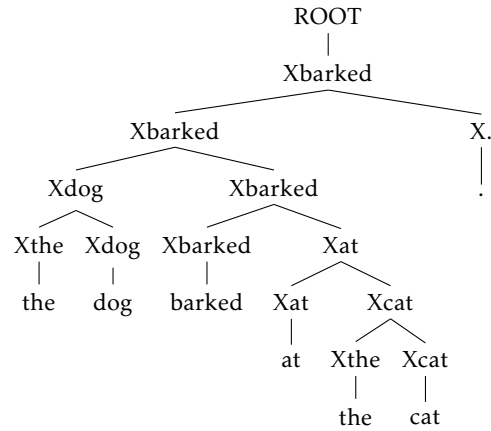 ROOT
Xbarked
Xbarked X.
Xdog Xbarked .
Xthe Xdog Xbarked Xat
the dog barked Xat Xcat
at Xthe Xcat
the cat